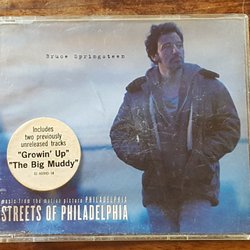 Bruce Springsteen
Includes
two previously
unreleased tracks
"Growin' Up"
"The Big Muddy"
music from the motion picture PHILADELPHIA
STREETS OF PHILADELPHIA